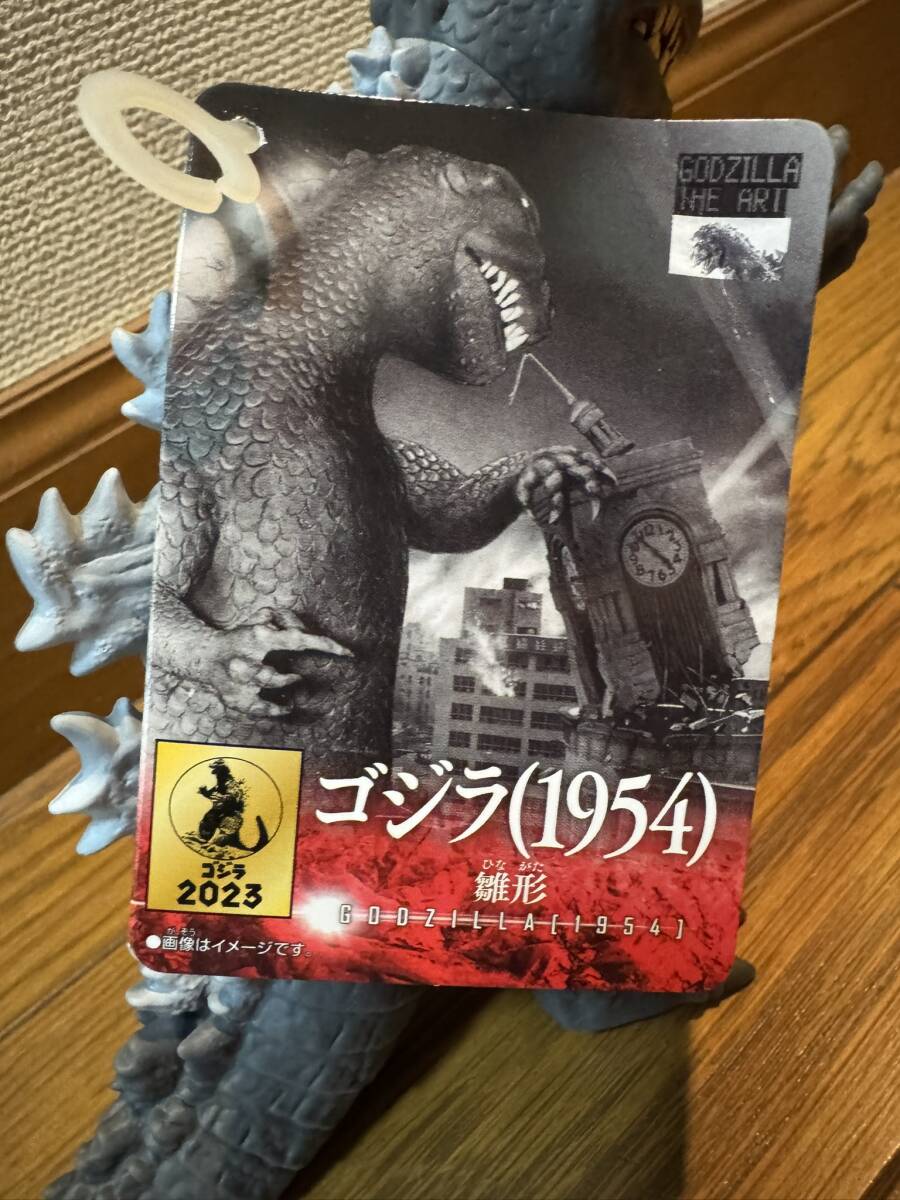 GODZILLA
THE ART
ゴジラ(1954)
ひながた
雛形
GODZILLA[1954]
ゴジラ
2023
がぞう
●画像はイメージです。